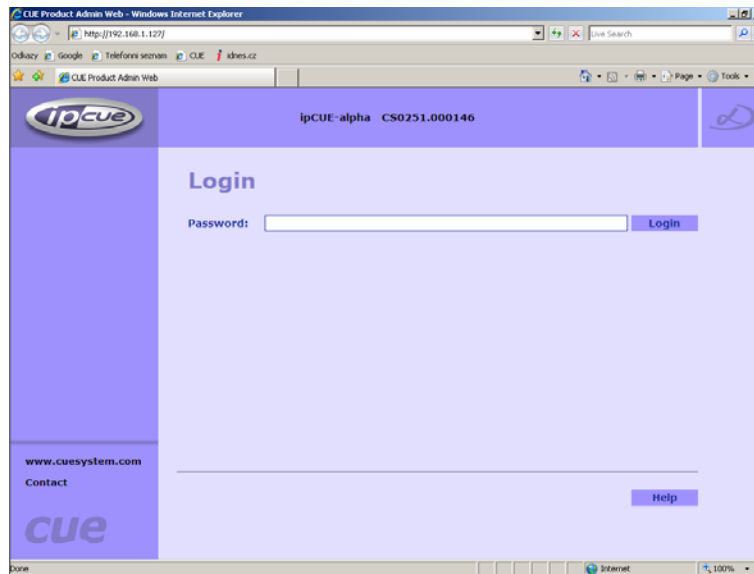 CUE Product Admin Web - Windows Internet Explorer
http://192.168.1.127/
Live Search
Odkazy Google Telefonni seznam CUE idnes.cz
CUE Product Admin Web
Page Tools
ipcue
ipCUE-alpha CS0251.000146
Login
Password:
Login
www.cuesystem.com
Contact
Help
cue
Done
Internet
100%